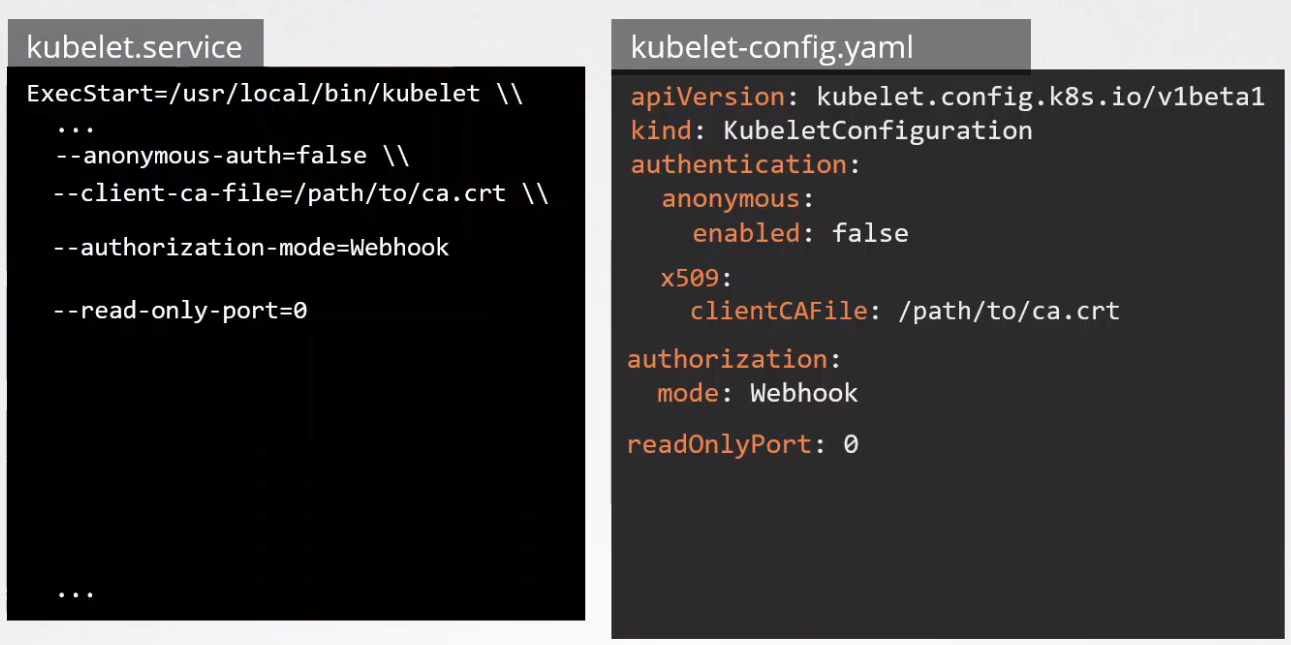 kubelet.service
ExecStart=/usr/local/bin/kubelet \\
...
--anonymous-auth=false \\
--client-ca-file=/path/to/ca.crt \\
--authorization-mode=Webhook
--read-only-port=0
...
kubelet-config.yaml
apiVersion: kubelet.config.k8s.io/v1beta1
kind: KubeletConfiguration
authentication:
anonymous:
enabled: false
x509:
clientCAFile: /path/to/ca.crt
authorization:
mode: Webhook
readOnlyPort: 0